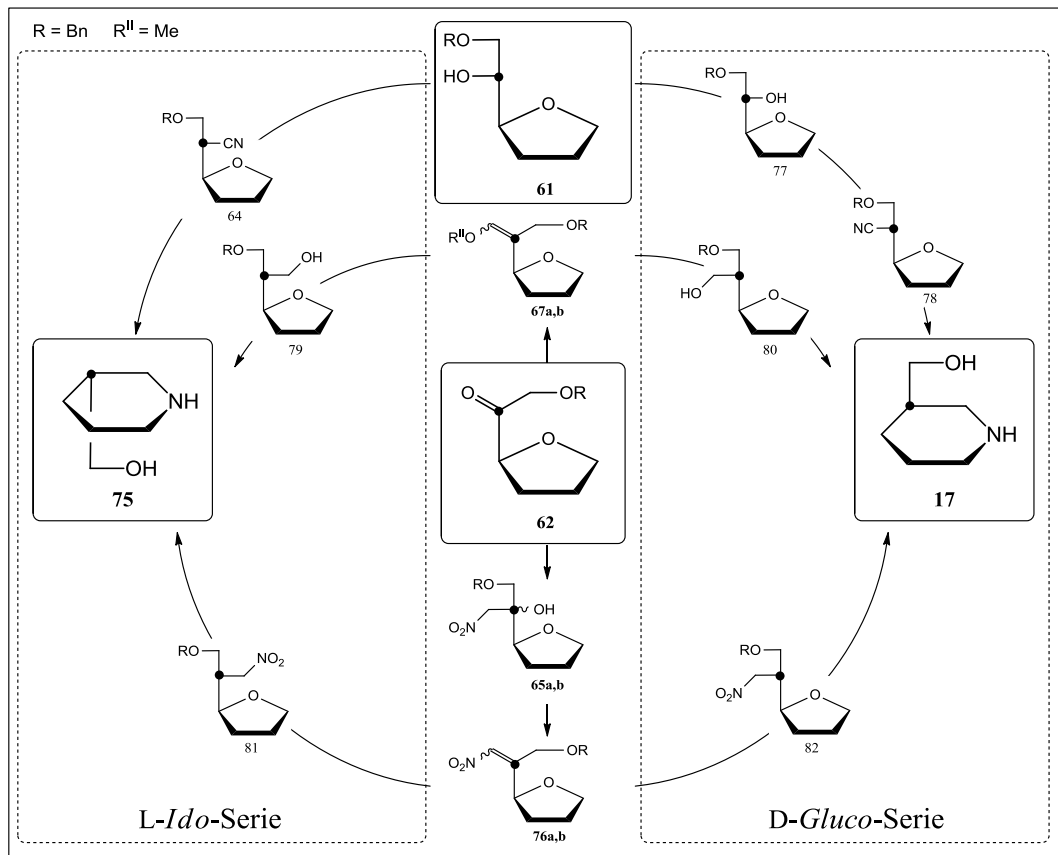 R = Bn R^II = Me
RO
HO
O
61
RO
CN
O
64
RO
OH
O
77
RO
NC
O
78
R^II O
OR
O
67a,b
RO
OH
O
79
RO
HO
O
80
NH
OH
75
O
OR
O
62
OH
NH
17
RO
OH
O₂N
O
65a,b
RO
NO₂
O
81
RO
O₂N
O
82
O₂N
OR
O
76a,b
L-Ido-Serie
D-Gluco-Serie